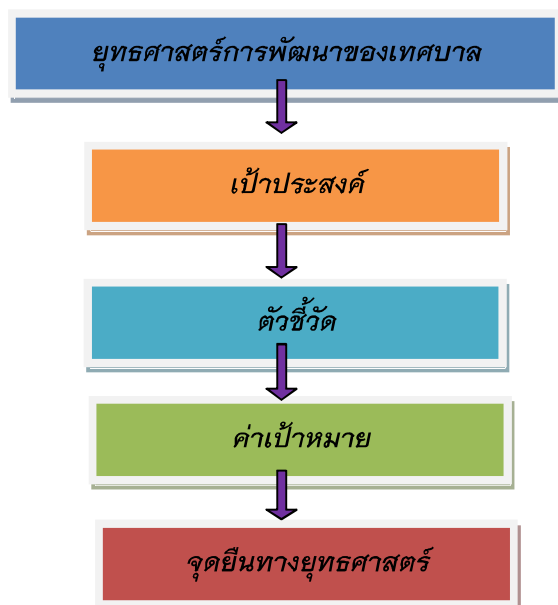 ยุทธศาสตร์การพัฒนาของเทศบาล
เป้าประสงค์
ตัวชี้วัด
ค่าเป้าหมาย
จุดยืนทางยุทธศาสตร์